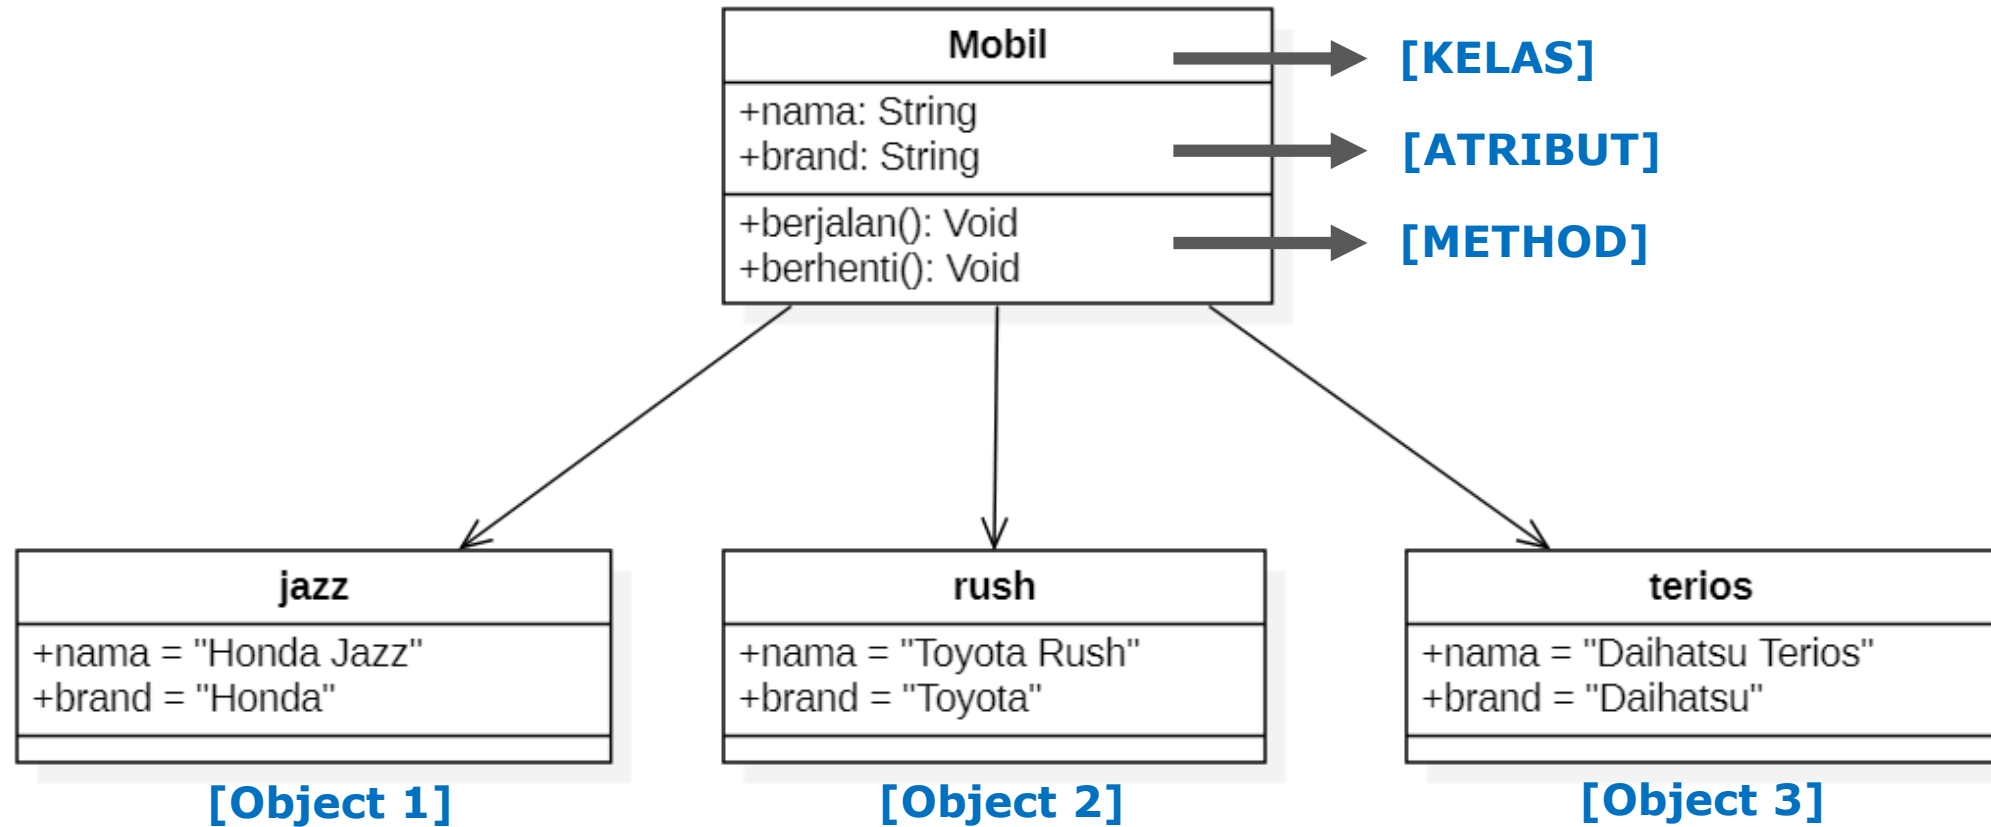 Mobil
[KELAS]
+nama: String
+brand: String
[ATRIBUT]
+berjalan(): Void
+berhenti(): Void
[METHOD]
jazz
+nama = "Honda Jazz"
+brand = "Honda"
[Object 1]
rush
+nama = "Toyota Rush"
+brand = "Toyota"
[Object 2]
terios
+nama = "Daihatsu Terios"
+brand = "Daihatsu"
[Object 3]